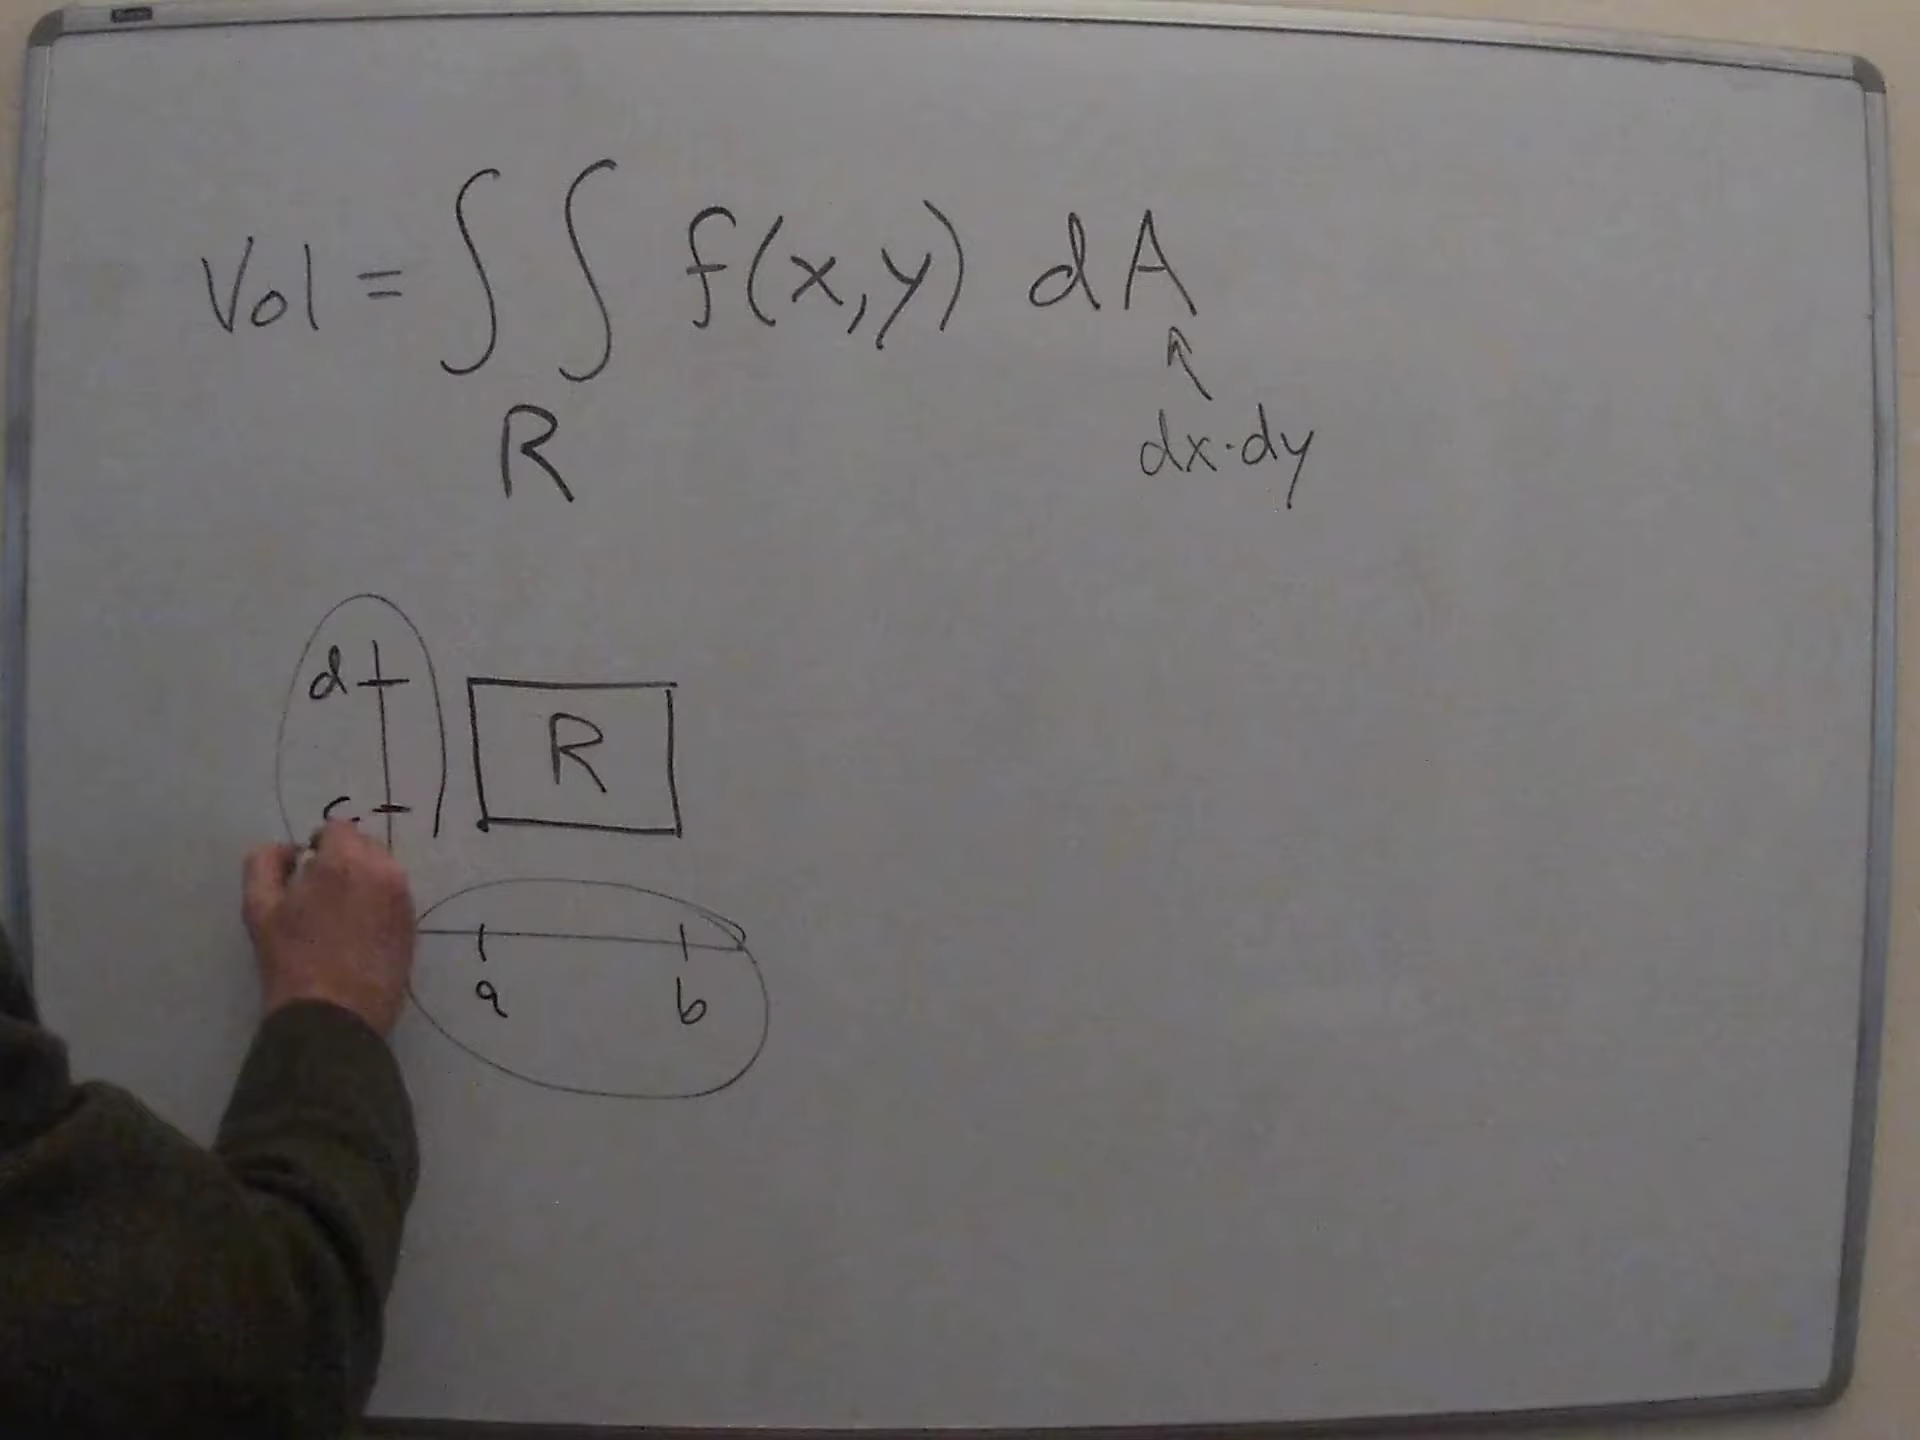 Vol = ∫∫ f(x,y) dA
R
dx·dy
d
R
c
a b